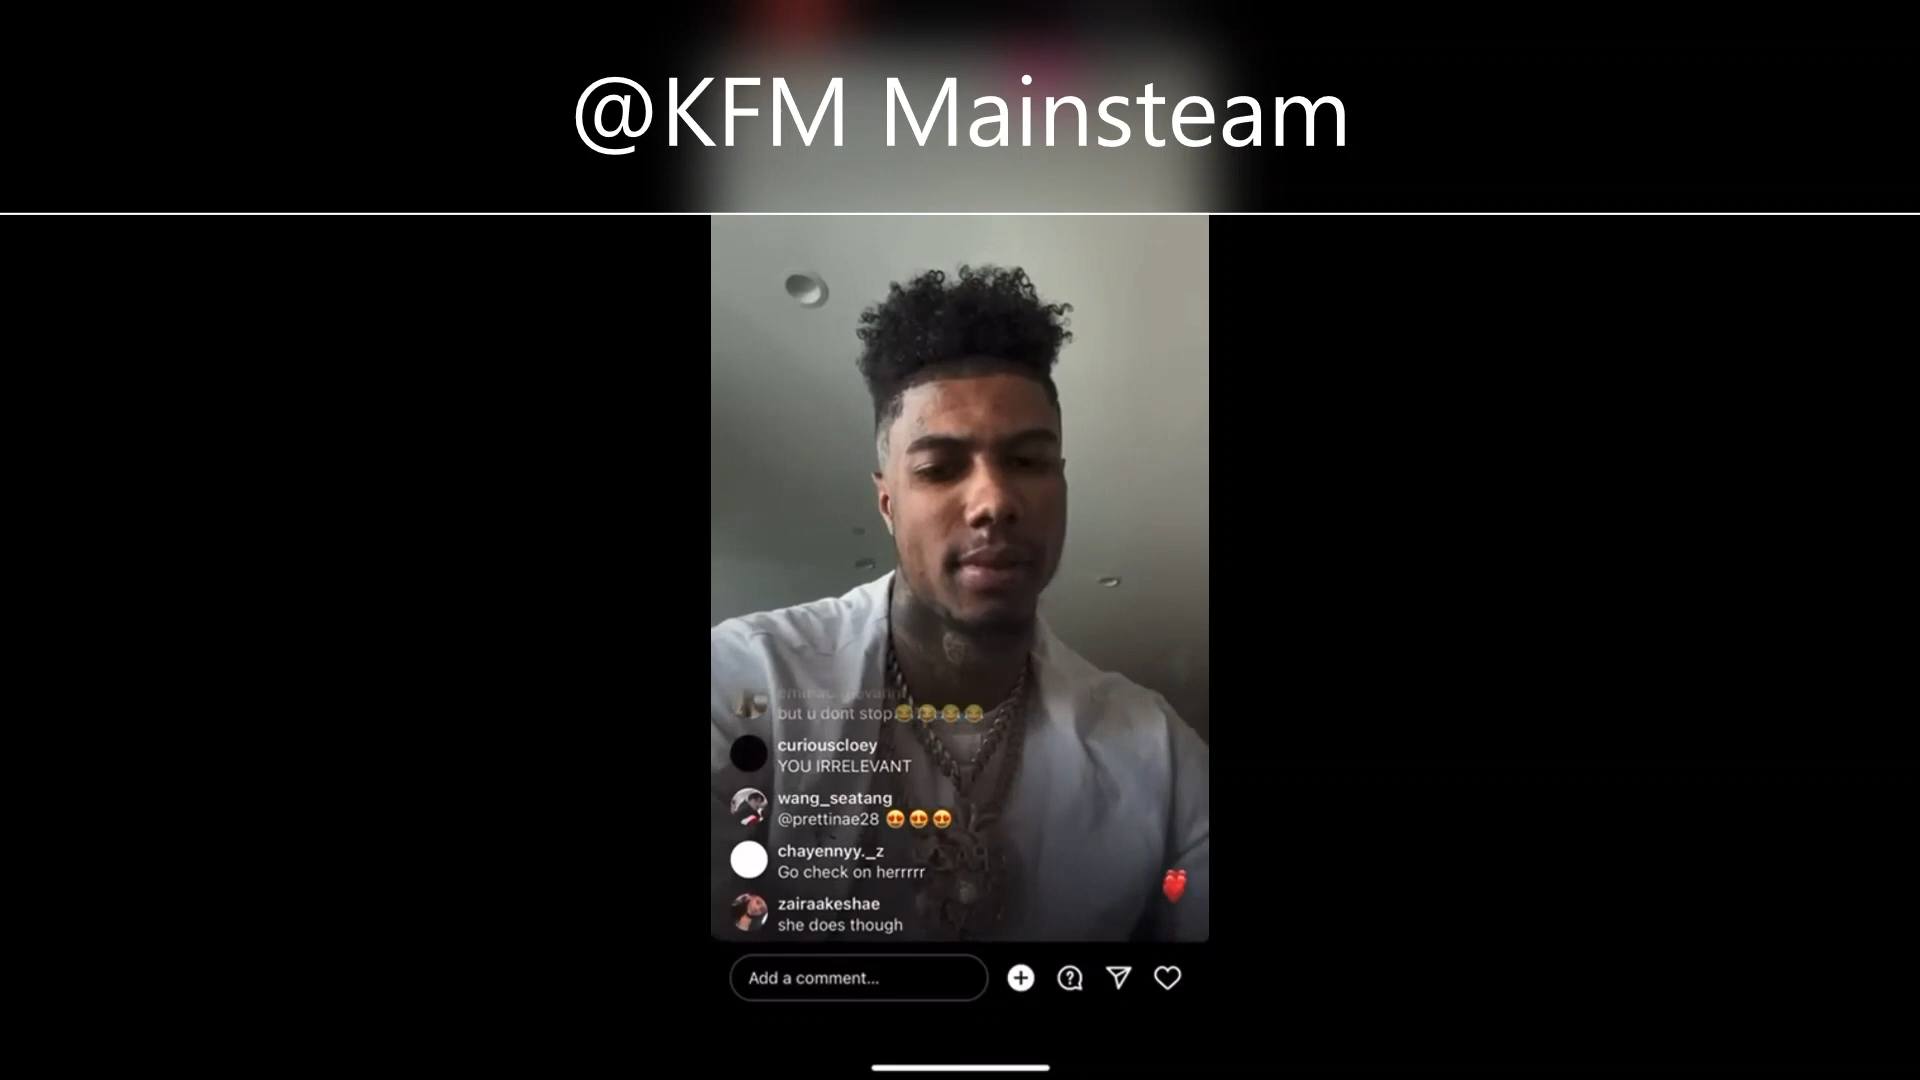 @KFM Mainsteam
but u dont stop😂😂😂😂
curiouscloey
YOU IRRELEVANT
wang_seatang
@prettinae28 😍😍😍
chayennyy._z
Go check on herrrrr
zairaakeshae
she does though
Add a comment...